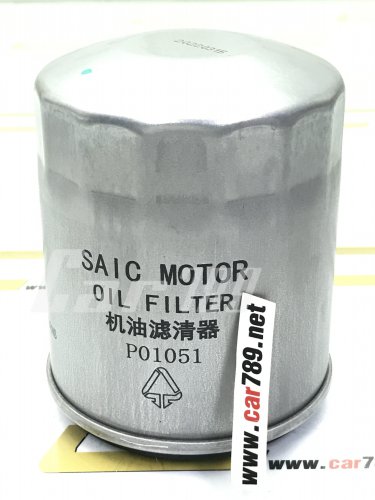 SAIC MOTOR
OIL FILTER
机油滤清器
P01051
www.car789.net
www.car7